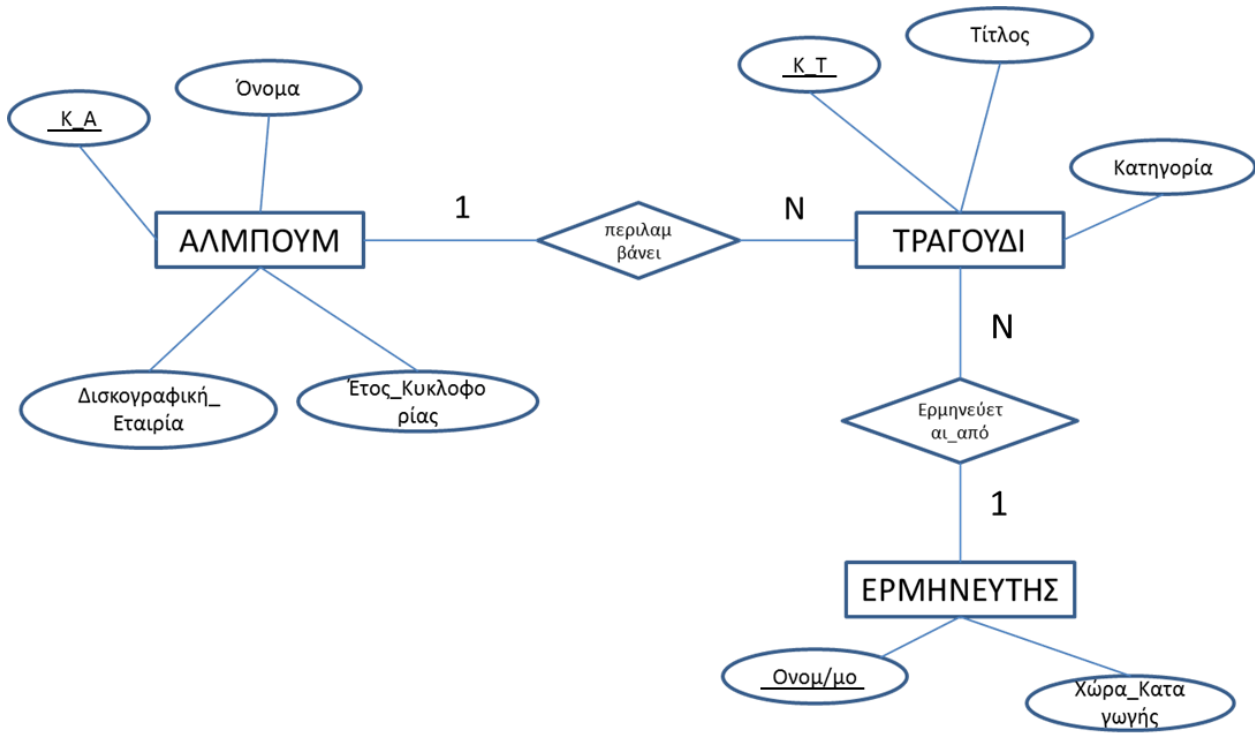 Τίτλος
Κ_Τ
Όνομα
Κ_Α
Κατηγορία
1
Ν
ΑΛΜΠΟΥΜ
περιλαμ
βάνει
ΤΡΑΓΟΥΔΙ
Ν
Δισκογραφική_
Εταιρία
Έτος_Κυκλοφο
ρίας
Ερμηνεύετ
αι_από
1
ΕΡΜΗΝΕΥΤΗΣ
Ονομ/μο
Χώρα_Κατα
γωγής